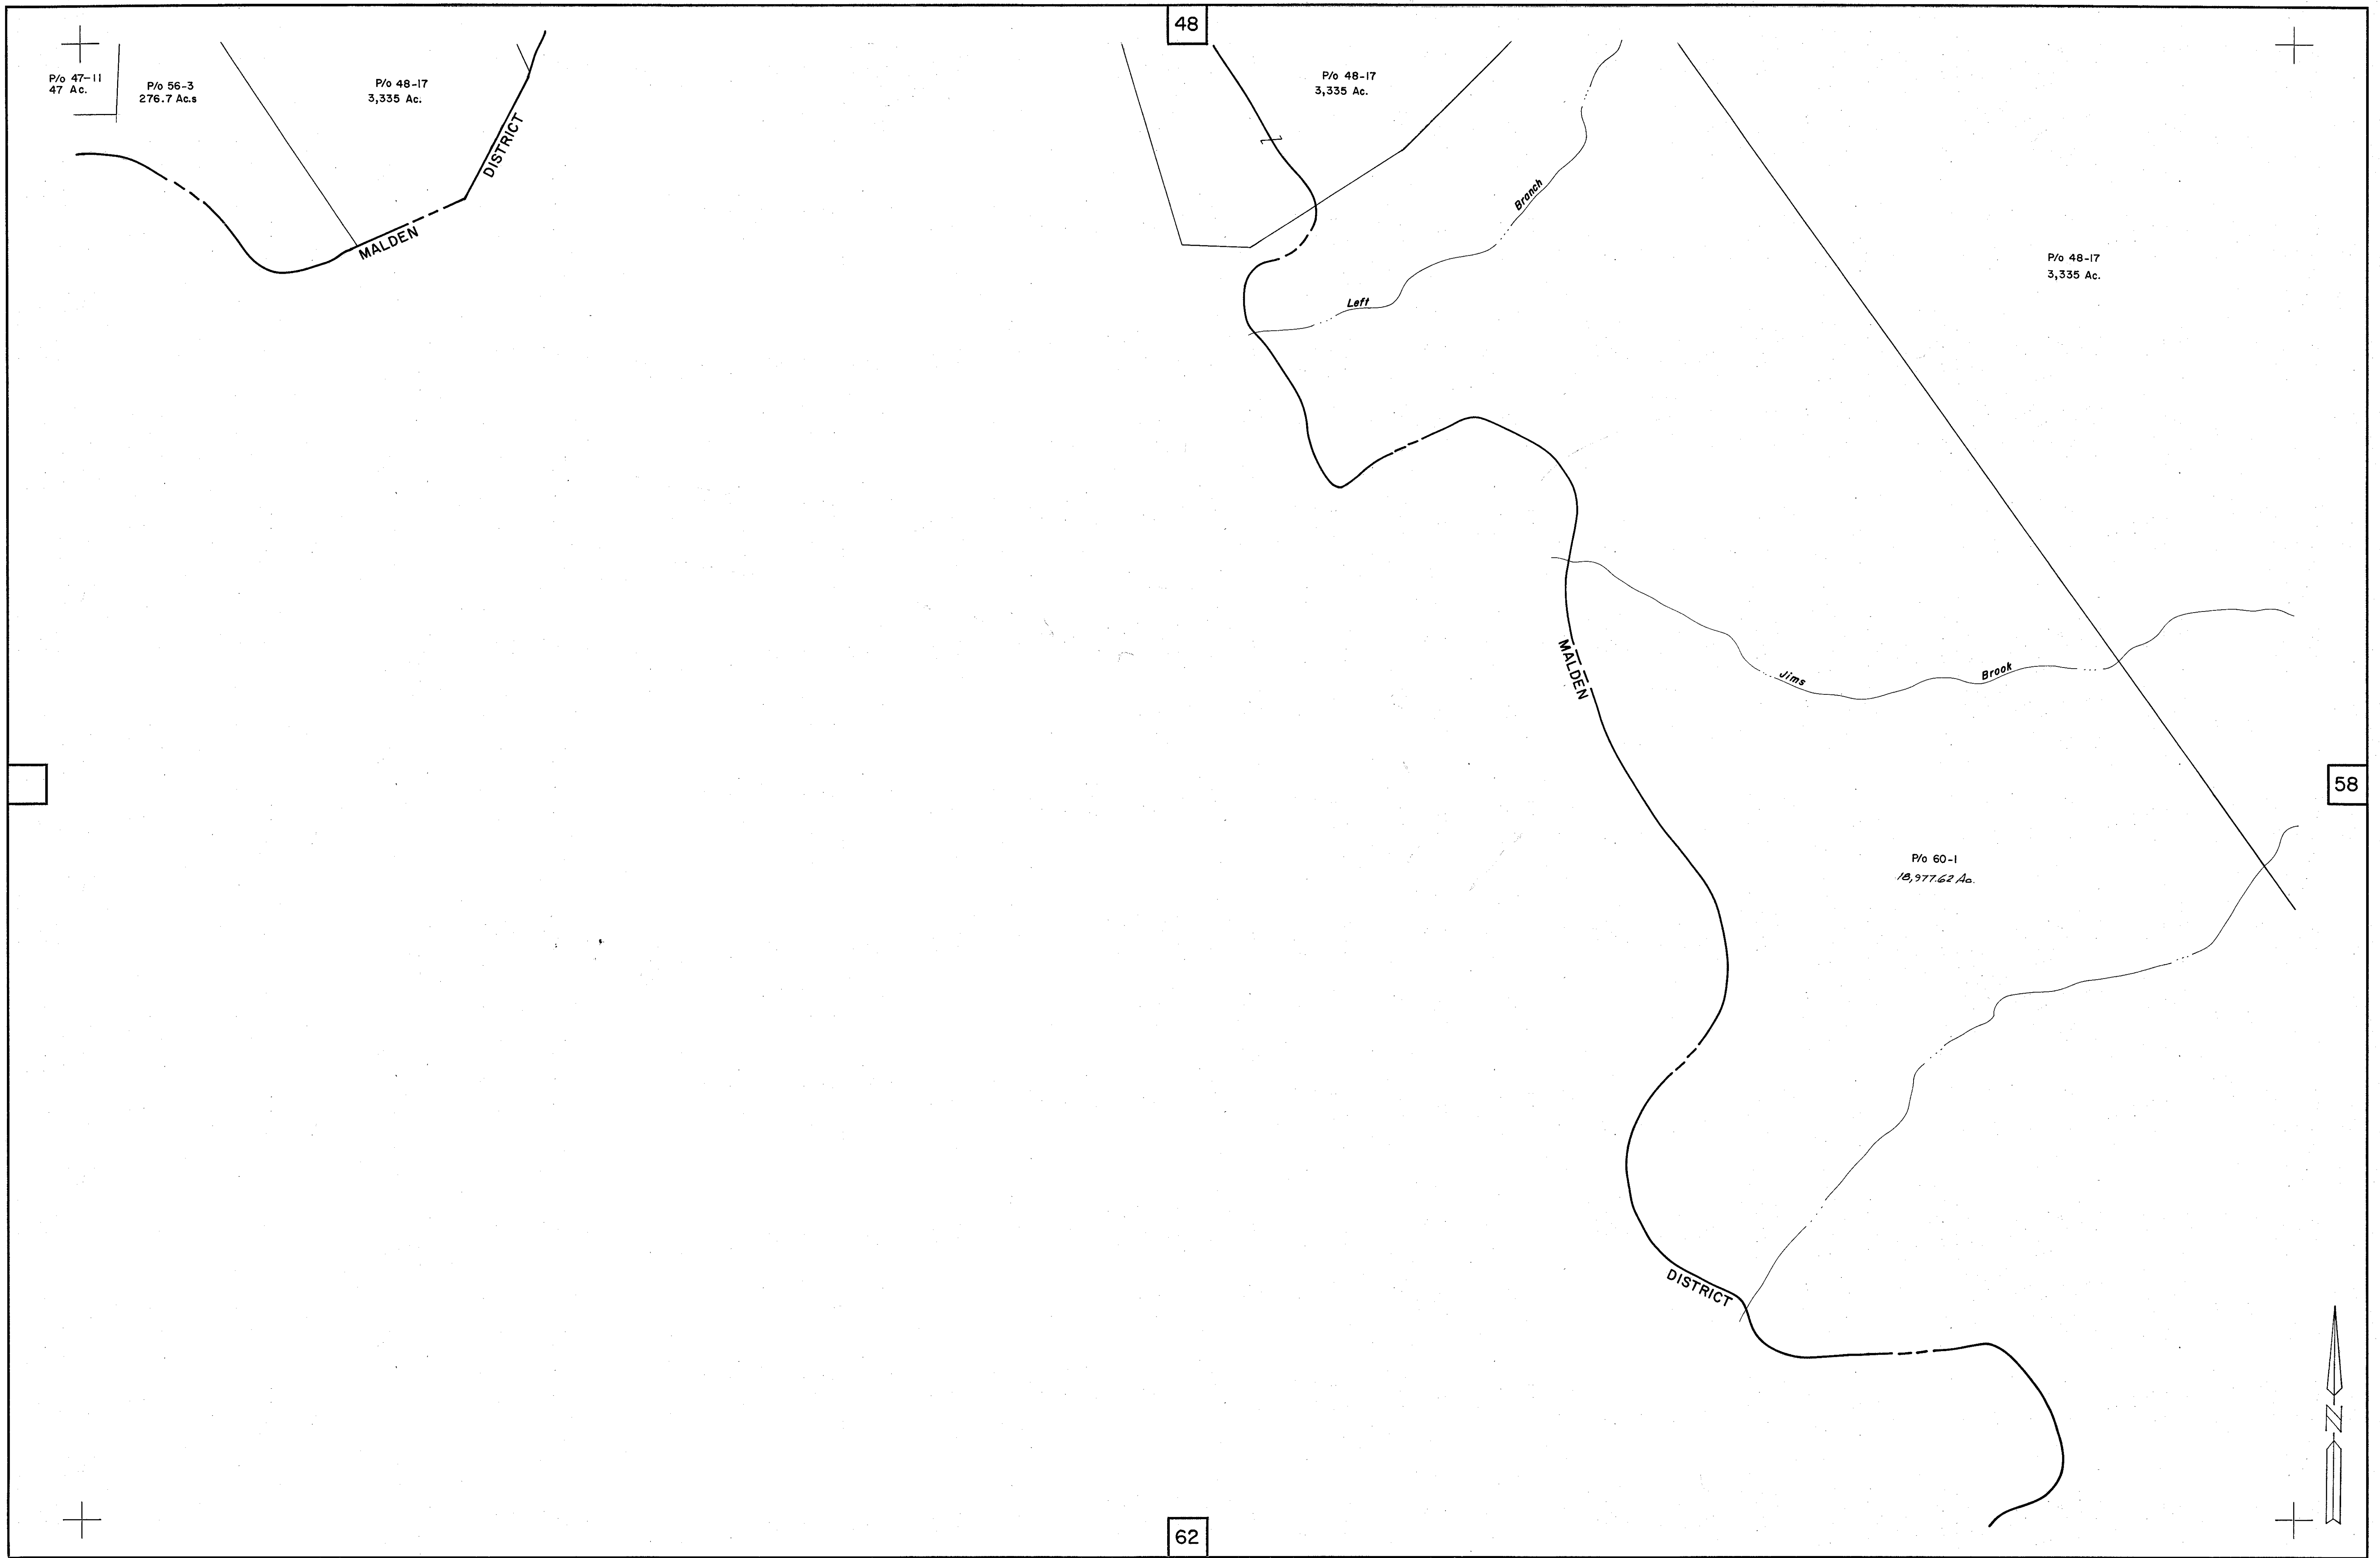 48
P/o 47-11
47 Ac.
P/o 56-3
276.7 Ac.s
P/o 48-17
3,335 Ac.
DISTRICT
MALDEN
P/o 48-17
3,335 Ac.
Branch
Left
P/o 48-17
3,335 Ac.
MALDEN
Jims
Brook
58
P/o 60-1
18,977.62 Ac.
DISTRICT
N
62